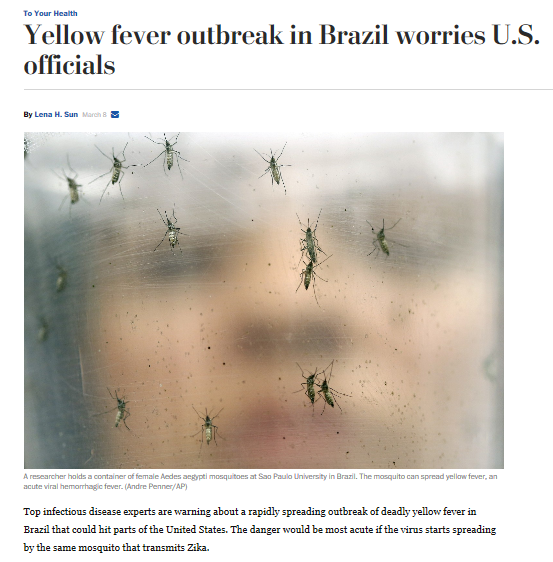 To Your Health
Yellow fever outbreak in Brazil worries U.S.
officials
By Lena H. Sun March 8
A researcher holds a container of female Aedes aegypti mosquitoes at Sao Paulo University in Brazil. The mosquito can spread yellow fever, an
acute viral hemorrhagic fever. (Andre Penner/AP)
Top infectious disease experts are warning about a rapidly spreading outbreak of deadly yellow fever in
Brazil that could hit parts of the United States. The danger would be most acute if the virus starts spreading
by the same mosquito that transmits Zika.